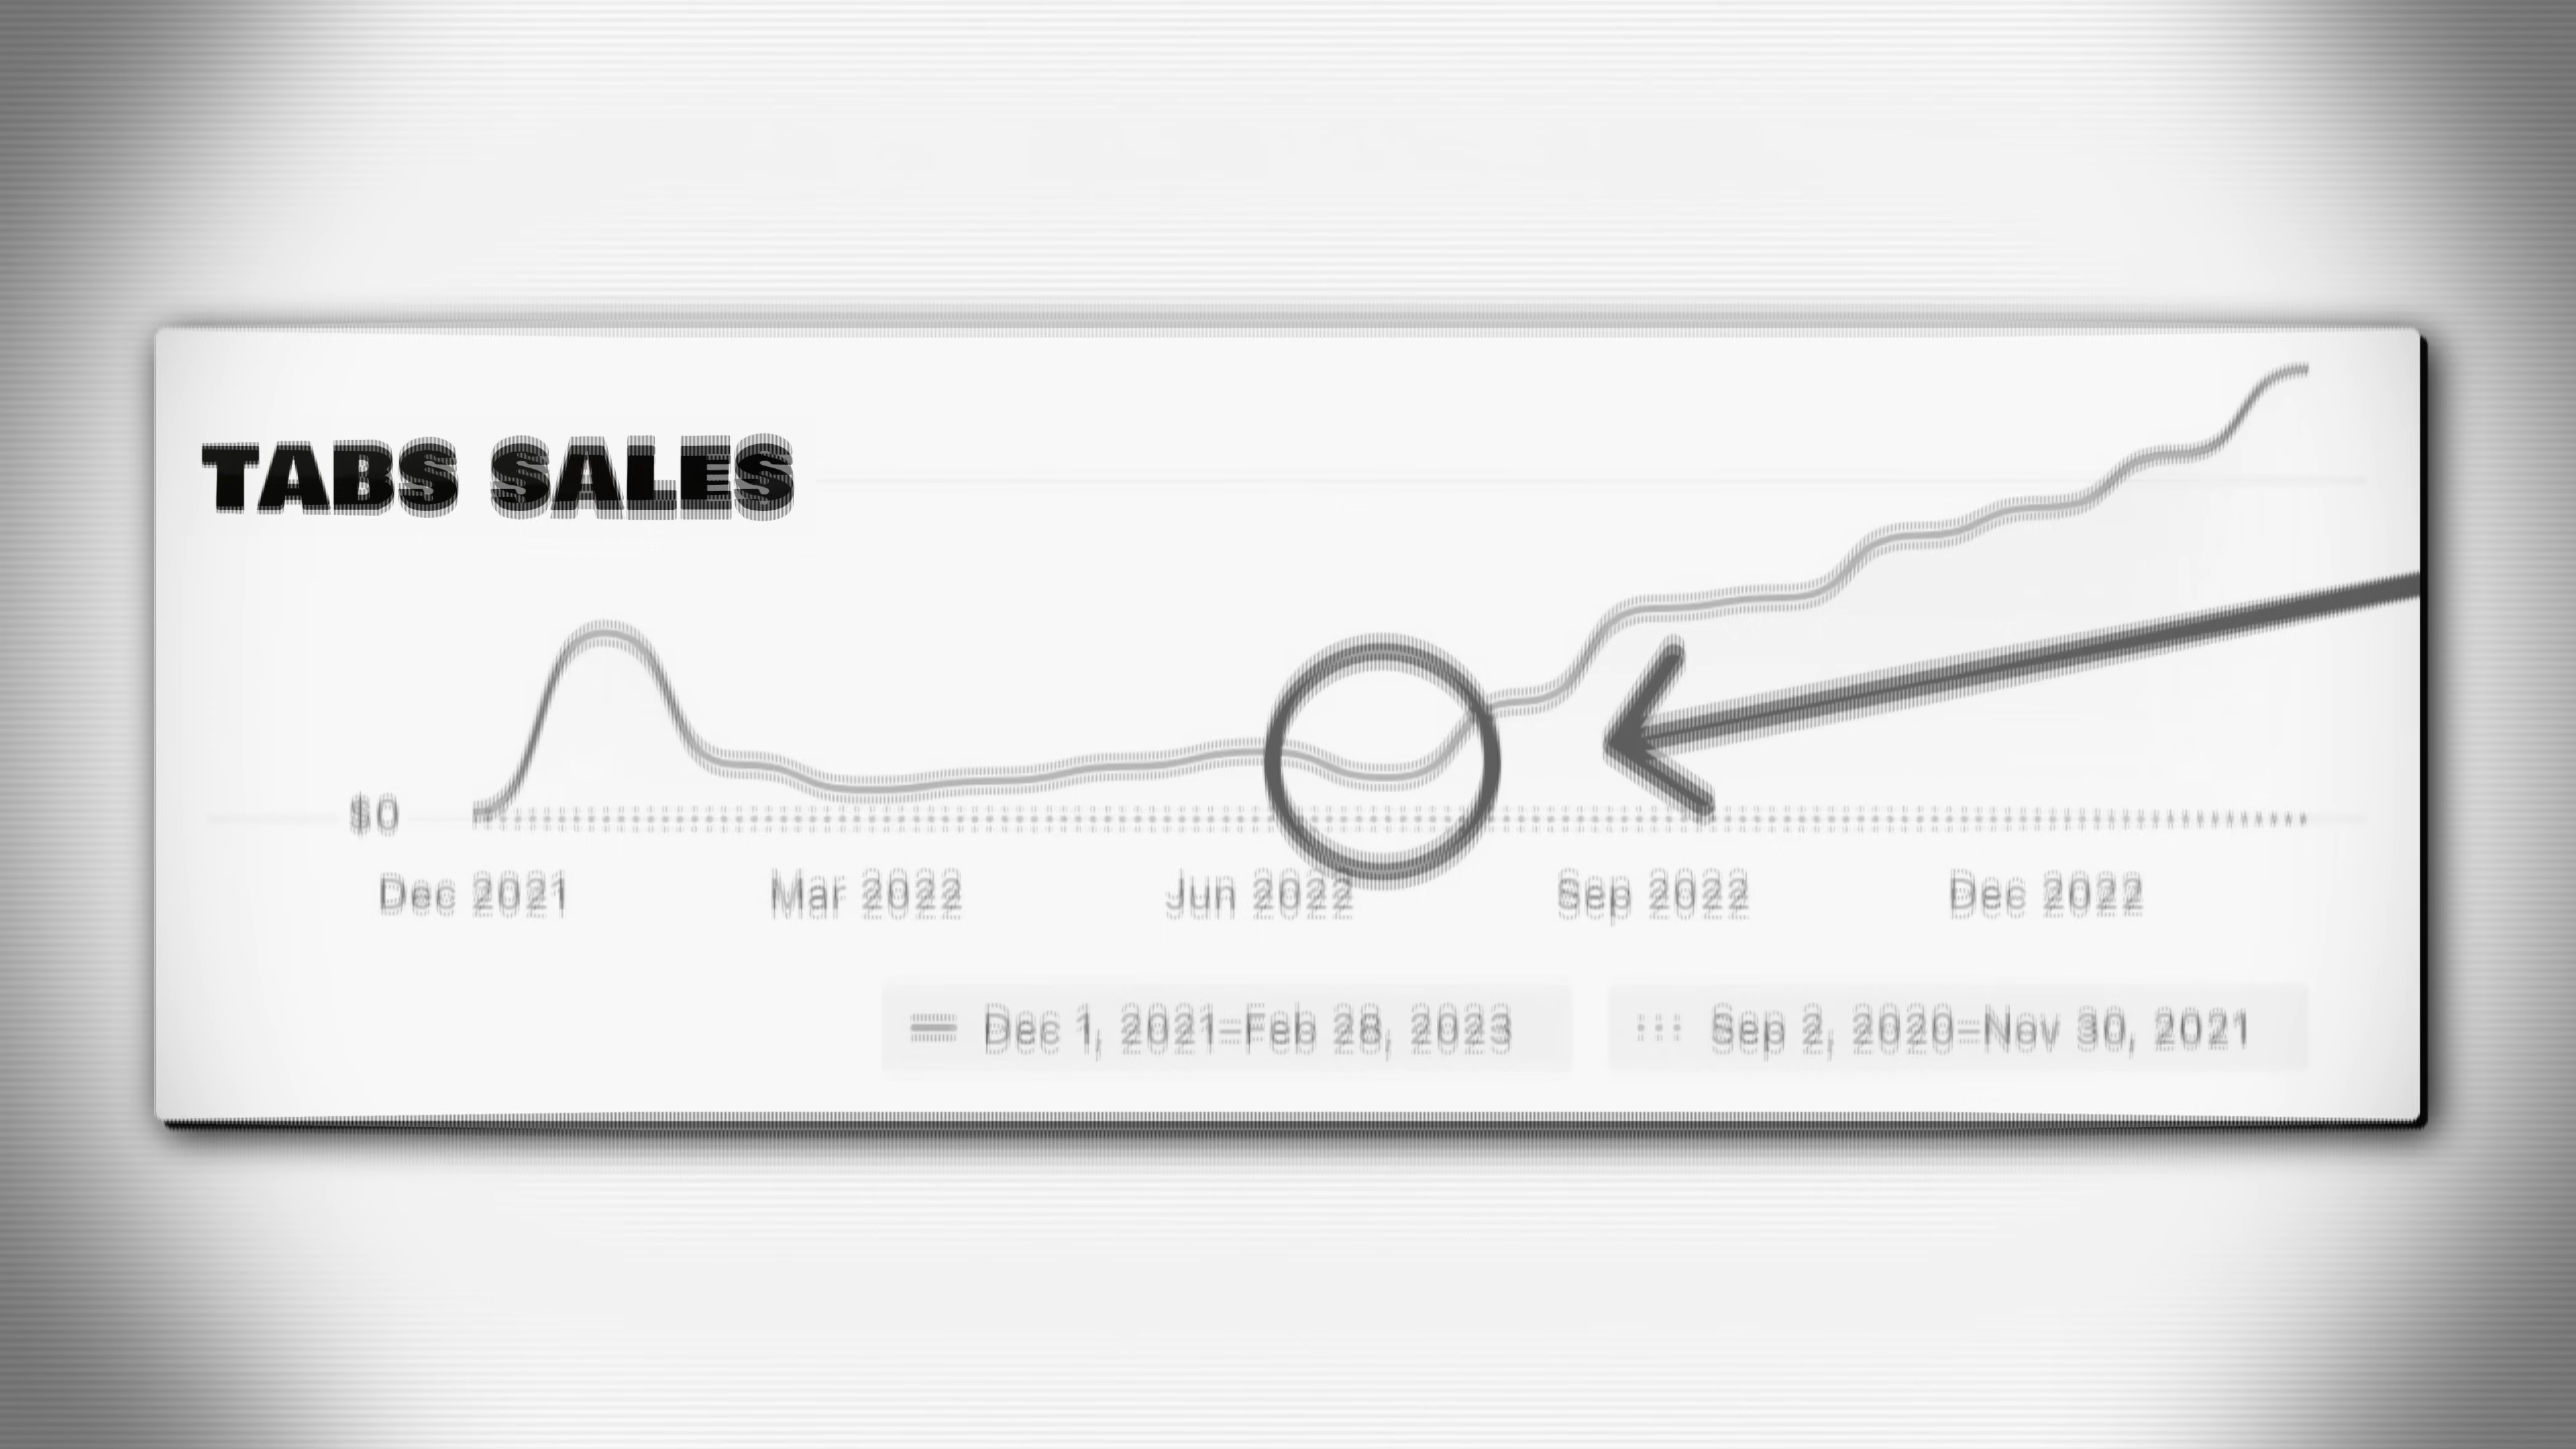 TABS SALES
$0
Dec 2021 Mar 2022 Jun 2022 Sep 2022 Dec 2022
Dec 1, 2021–Feb 28, 2023 Sep 2, 2020–Nov 30, 2021